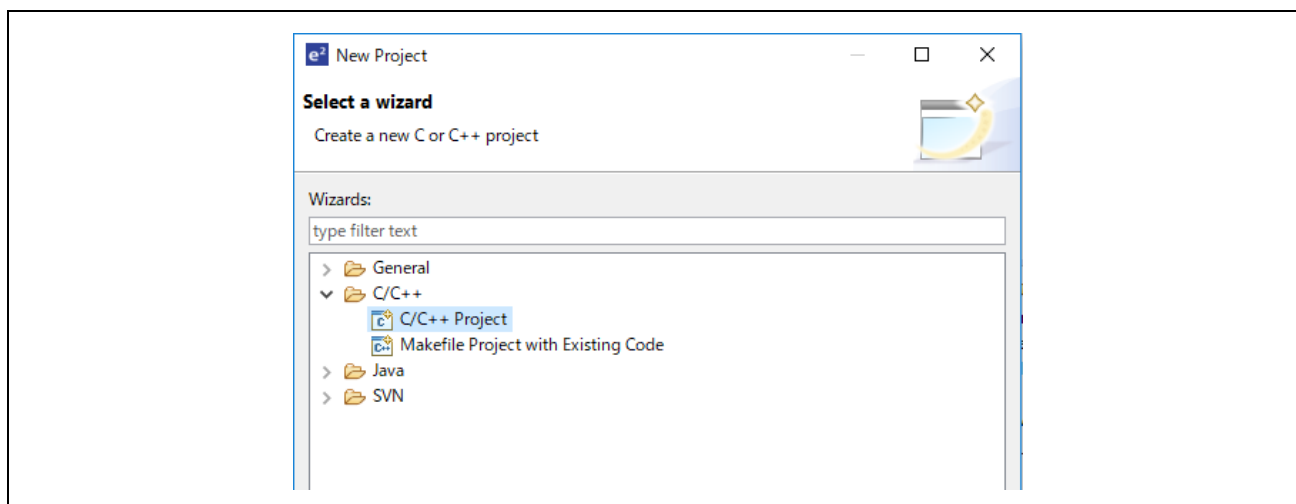 e² New Project
Select a wizard
Create a new C or C++ project
Wizards:
type filter text
General
C/C++
C/C++ Project
Makefile Project with Existing Code
Java
SVN